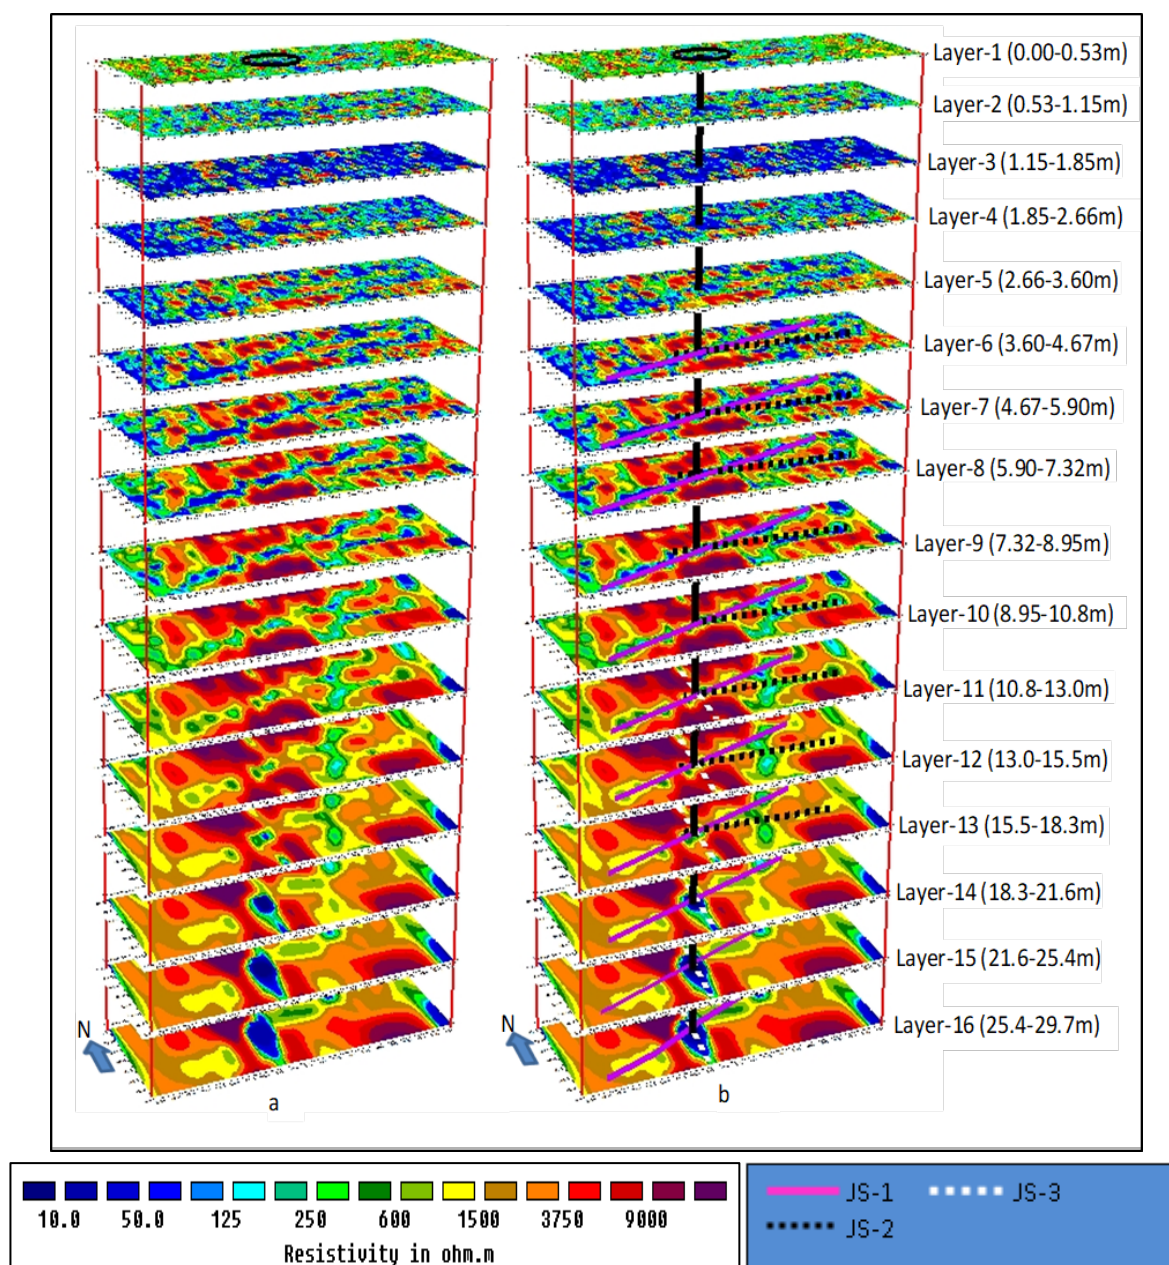 Layer-1 (0.00-0.53m)
Layer-2 (0.53-1.15m)
Layer-3 (1.15-1.85m)
Layer-4 (1.85-2.66m)
Layer-5 (2.66-3.60m)
Layer-6 (3.60-4.67m)
Layer-7 (4.67-5.90m)
Layer-8 (5.90-7.32m)
Layer-9 (7.32-8.95m)
Layer-10 (8.95-10.8m)
Layer-11 (10.8-13.0m)
Layer-12 (13.0-15.5m)
Layer-13 (15.5-18.3m)
Layer-14 (18.3-21.6m)
Layer-15 (21.6-25.4m)
Layer-16 (25.4-29.7m)
N N
a b
10.0 50.0 125 250 600 1500 3750 9000
Resistivity in ohm.m
JS-1 JS-3
JS-2